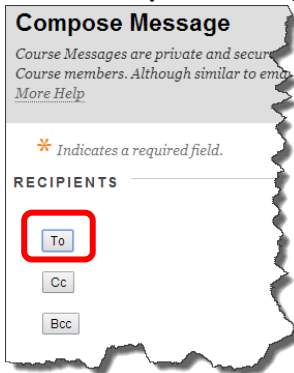 Compose Message
Course Messages are private and secure
Course members. Although similar to ema
More Help
* Indicates a required field.
RECIPIENTS
To
Cc
Bcc